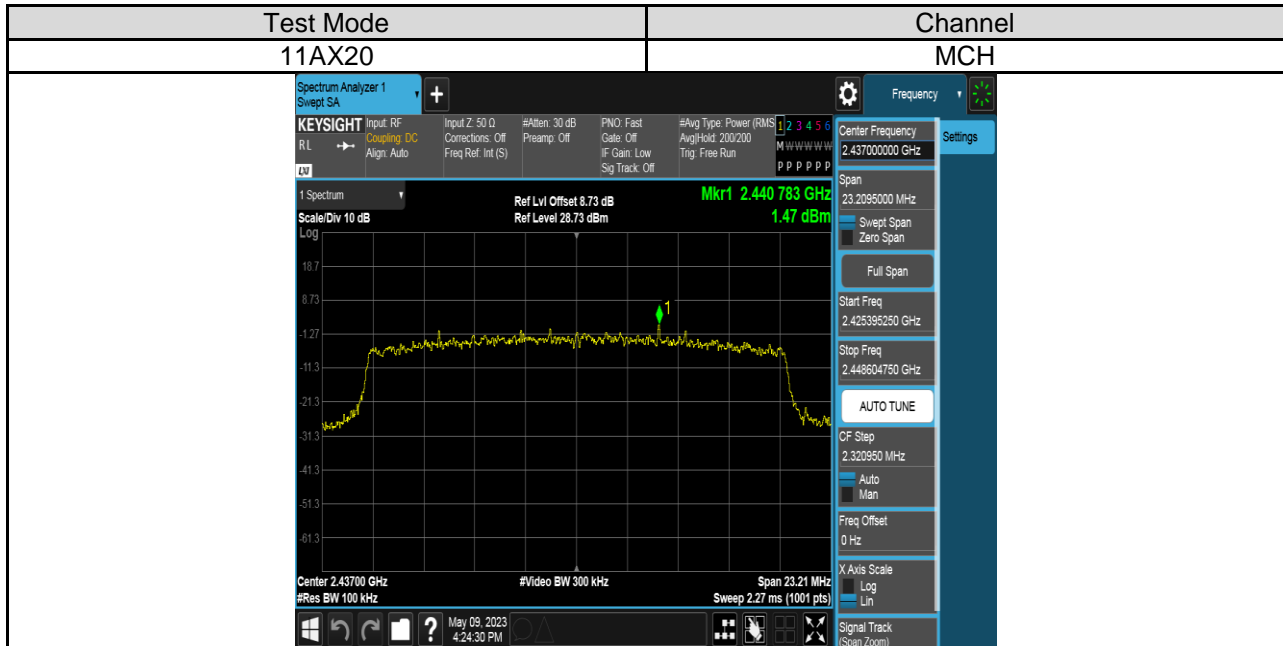 Test Mode Channel
11AX20 MCH
Spectrum Analyzer 1
Swept SA
Frequency
KEYSIGHT
RL
LXI
Input: RF
Coupling: DC
Align: Auto
Input Z: 50 Ω
Corrections: Off
Freq Ref: Int (S)
#Atten: 30 dB
Preamp: Off
PNO: Fast
Gate: Off
IF Gain: Low
Sig Track: Off
#Avg Type: Power (RMS
Avg|Hold: 200/200
Trig: Free Run
1 2 3 4 5 6
M W W W W W
P P P P P P
1 Spectrum
Scale/Div 10 dB
Ref Lvl Offset 8.73 dB
Ref Level 28.73 dBm
Mkr1 2.440 783 GHz
1.47 dBm
Log
18.7
8.73
-1.27
-11.3
-21.3
-31.3
-41.3
-51.3
-61.3
1
Center 2.43700 GHz
#Res BW 100 kHz
#Video BW 300 kHz
Span 23.21 MHz
Sweep 2.27 ms (1001 pts)
?
May 09, 2023
4:24:30 PM
Center Frequency
2.437000000 GHz
Settings
Span
23.2095000 MHz
Swept Span
Zero Span
Full Span
Start Freq
2.425395250 GHz
Stop Freq
2.448604750 GHz
AUTO TUNE
CF Step
2.320950 MHz
Auto
Man
Freq Offset
0 Hz
X Axis Scale
Log
Lin
Signal Track
(Span Zoom)